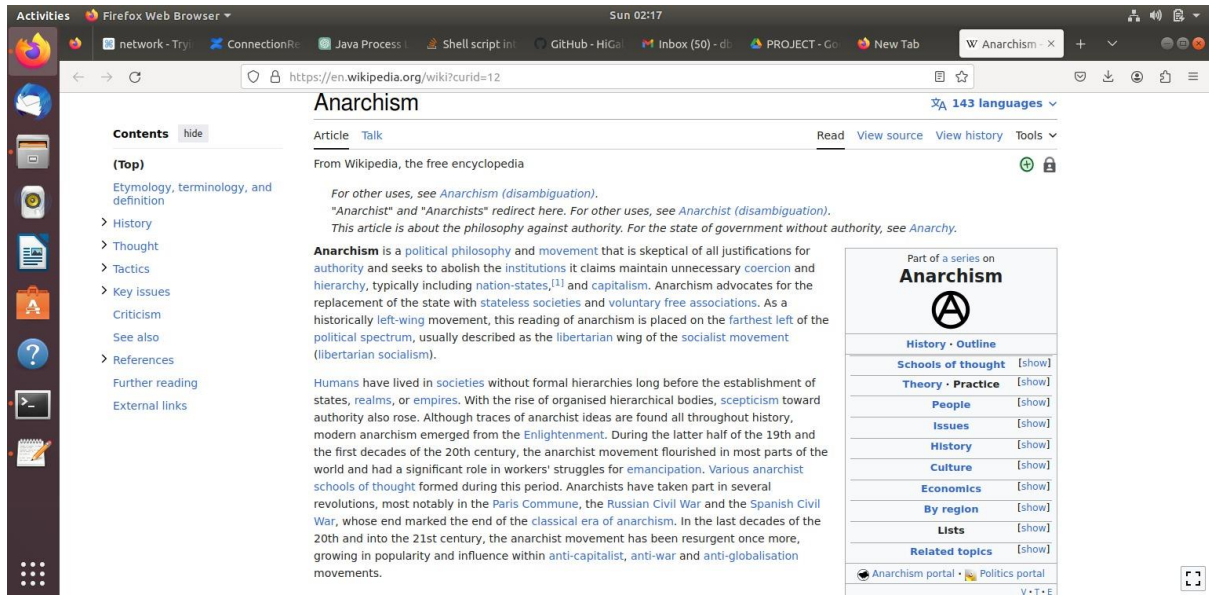 Activities
Firefox Web Browser
Sun 02:17
network - Tryi
ConnectionRe
Java Process
Shell script in
GitHub - HiGa
Inbox (50) - db
PROJECT - Go
New Tab
Anarchism -
https://en.wikipedia.org/wiki?curid=12
Anarchism
143 languages
Contents hide
Article Talk
Read View source View history Tools
(Top)
Etymology, terminology, and
definition
History
Thought
Tactics
Key issues
Criticism
See also
References
Further reading
External links
From Wikipedia, the free encyclopedia
For other uses, see Anarchism (disambiguation).
"Anarchist" and "Anarchists" redirect here. For other uses, see Anarchist (disambiguation).
This article is about the philosophy against authority. For the state of government without authority, see Anarchy.
Anarchism is a political philosophy and movement that is skeptical of all justifications for
authority and seeks to abolish the institutions it claims maintain unnecessary coercion and
hierarchy, typically including nation-states,[1] and capitalism. Anarchism advocates for the
replacement of the state with stateless societies and voluntary free associations. As a
historically left-wing movement, this reading of anarchism is placed on the farthest left of the
political spectrum, usually described as the libertarian wing of the socialist movement
(libertarian socialism).
Humans have lived in societies without formal hierarchies long before the establishment of
states, realms, or empires. With the rise of organised hierarchical bodies, scepticism toward
authority also rose. Although traces of anarchist ideas are found all throughout history,
modern anarchism emerged from the Enlightenment. During the latter half of the 19th and
the first decades of the 20th century, the anarchist movement flourished in most parts of the
world and had a significant role in workers' struggles for emancipation. Various anarchist
schools of thought formed during this period. Anarchists have taken part in several
revolutions, most notably in the Paris Commune, the Russian Civil War and the Spanish Civil
War, whose end marked the end of the classical era of anarchism. In the last decades of the
20th and into the 21st century, the anarchist movement has been resurgent once more,
growing in popularity and influence within anti-capitalist, anti-war and anti-globalisation
movements.
Part of a series on
Anarchism
History • Outline
Schools of thought [show]
Theory • Practice [show]
People [show]
Issues [show]
History [show]
Culture [show]
Economics [show]
By region [show]
Lists [show]
Related topics [show]
Anarchism portal • Politics portal
V • T • E